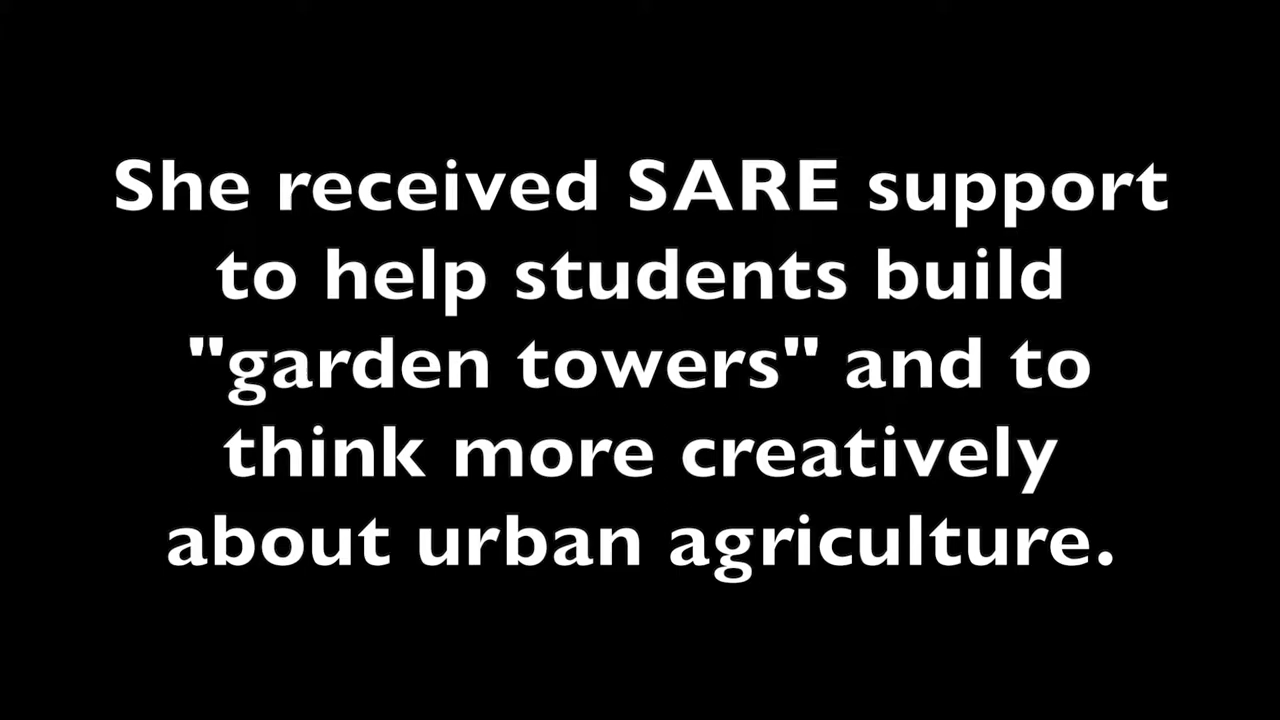 She received SARE support
to help students build
"garden towers" and to
think more creatively
about urban agriculture.